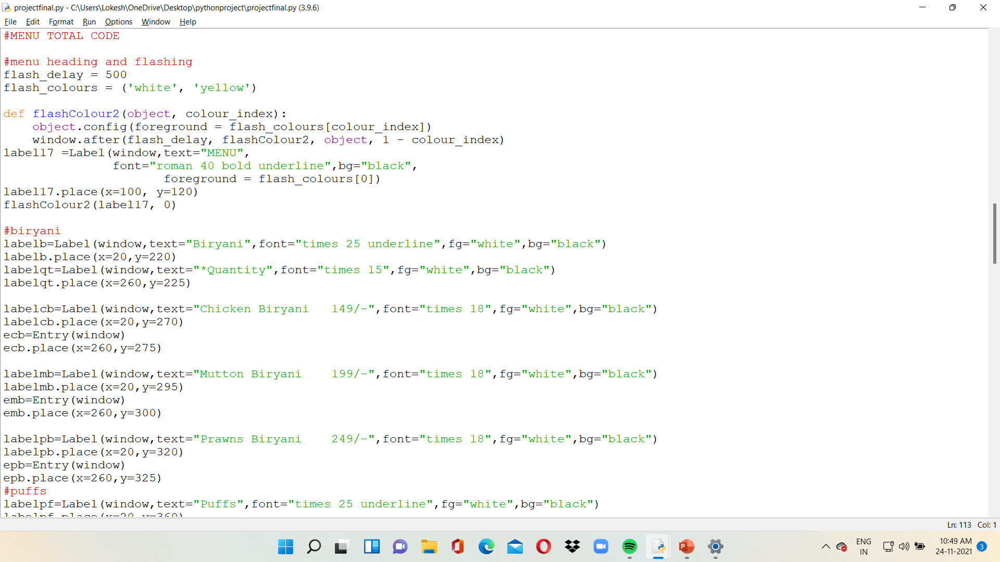 projectfinal.py - C:\Users\Lokesh\OneDrive\Desktop\pythonproject\projectfinal.py (3.9.6)
File Edit Format Run Options Window Help
#MENU TOTAL CODE

#menu heading and flashing
flash_delay = 500
flash_colours = ('white', 'yellow')

def flashColour2(object, colour_index):
    object.config(foreground = flash_colours[colour_index])
    window.after(flash_delay, flashColour2, object, 1 - colour_index)
label17 =Label(window,text="MENU",
               font="roman 40 bold underline",bg="black",
                      foreground = flash_colours[0])
label17.place(x=100, y=120)
flashColour2(label17, 0)

#biryani
labelb=Label(window,text="Biryani",font="times 25 underline",fg="white",bg="black")
labelb.place(x=20,y=220)
labelqt=Label(window,text="*Quantity",font="times 15",fg="white",bg="black")
labelqt.place(x=260,y=225)

labelcb=Label(window,text="Chicken Biryani   149/-",font="times 18",fg="white",bg="black")
labelcb.place(x=20,y=270)
ecb=Entry(window)
ecb.place(x=260,y=275)

labelmb=Label(window,text="Mutton Biryani    199/-",font="times 18",fg="white",bg="black")
labelmb.place(x=20,y=295)
emb=Entry(window)
emb.place(x=260,y=300)

labelpb=Label(window,text="Prawns Biryani    249/-",font="times 18",fg="white",bg="black")
labelpb.place(x=20,y=320)
epb=Entry(window)
epb.place(x=260,y=325)
#puffs
labelpf=Label(window,text="Puffs",font="times 25 underline",fg="white",bg="black")
labelpf.place(x=20,y=360)
Ln: 113 Col: 1
ENG
IN
10:49 AM
24-11-2021
3